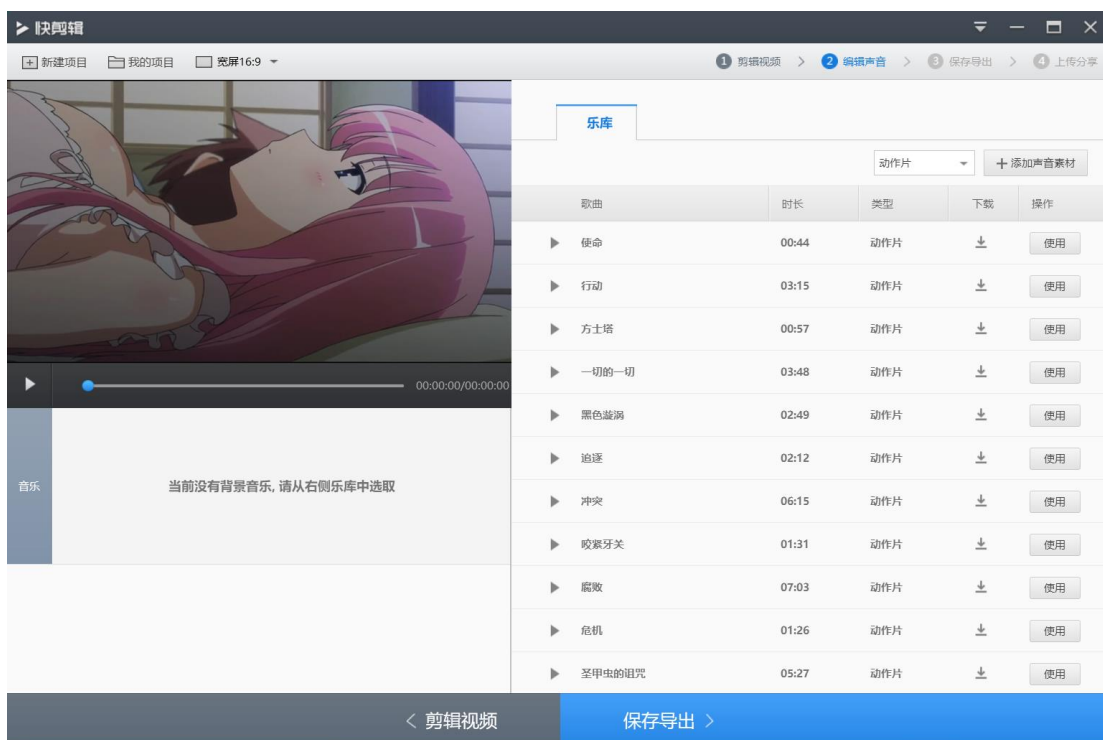 快剪辑
新建项目 我的项目 宽屏16:9 1 剪辑视频 > 2 编辑声音 > 3 保存导出 > 4 上传分享
乐库
动作片 添加声音素材
歌曲 时长 类型 下载 操作
使命 00:44 动作片 使用
行动 03:15 动作片 使用
方士塔 00:57 动作片 使用
一切的一切 03:48 动作片 使用
黑色漩涡 02:49 动作片 使用
追逐 02:12 动作片 使用
冲突 06:15 动作片 使用
咬紧牙关 01:31 动作片 使用
腐败 07:03 动作片 使用
危机 01:26 动作片 使用
圣甲虫的诅咒 05:27 动作片 使用
00:00:00/00:00:00
音乐
当前没有背景音乐, 请从右侧乐库中选取
< 剪辑视频 保存导出 >